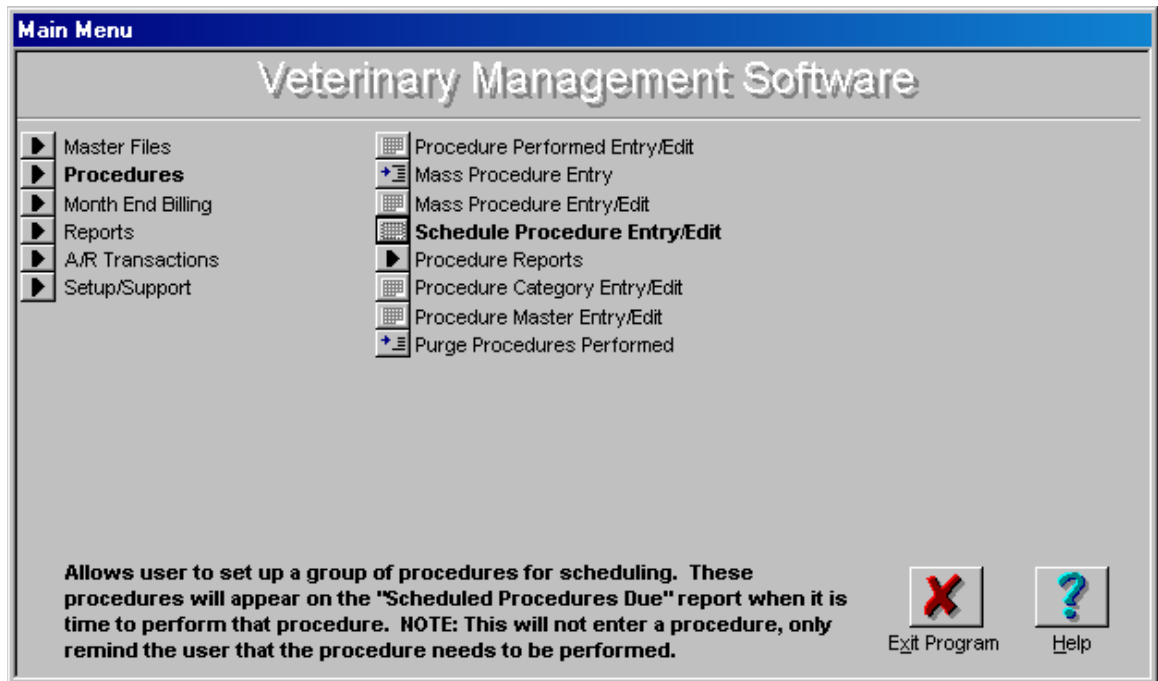 Main Menu
Veterinary Management Software
Master Files
Procedures
Month End Billing
Reports
A/R Transactions
Setup/Support
Procedure Performed Entry/Edit
Mass Procedure Entry
Mass Procedure Entry/Edit
Schedule Procedure Entry/Edit
Procedure Reports
Procedure Category Entry/Edit
Procedure Master Entry/Edit
Purge Procedures Performed
Allows user to set up a group of procedures for scheduling. These
procedures will appear on the "Scheduled Procedures Due" report when it is
time to perform that procedure. NOTE: This will not enter a procedure, only
remind the user that the procedure needs to be performed.
Exit Program
Help